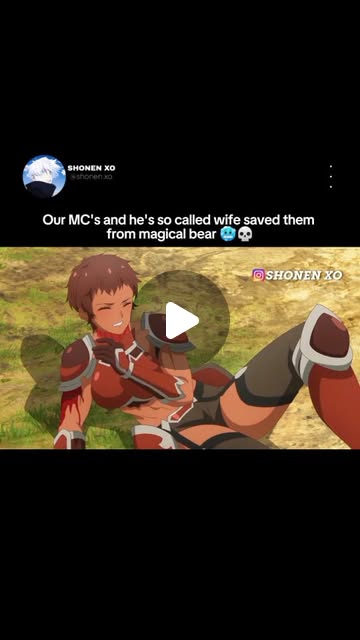 SHONEN XO
@shonen.xo
Our MC's and he's so called wife saved them
from magical bear 🥶💀
SHONEN XO